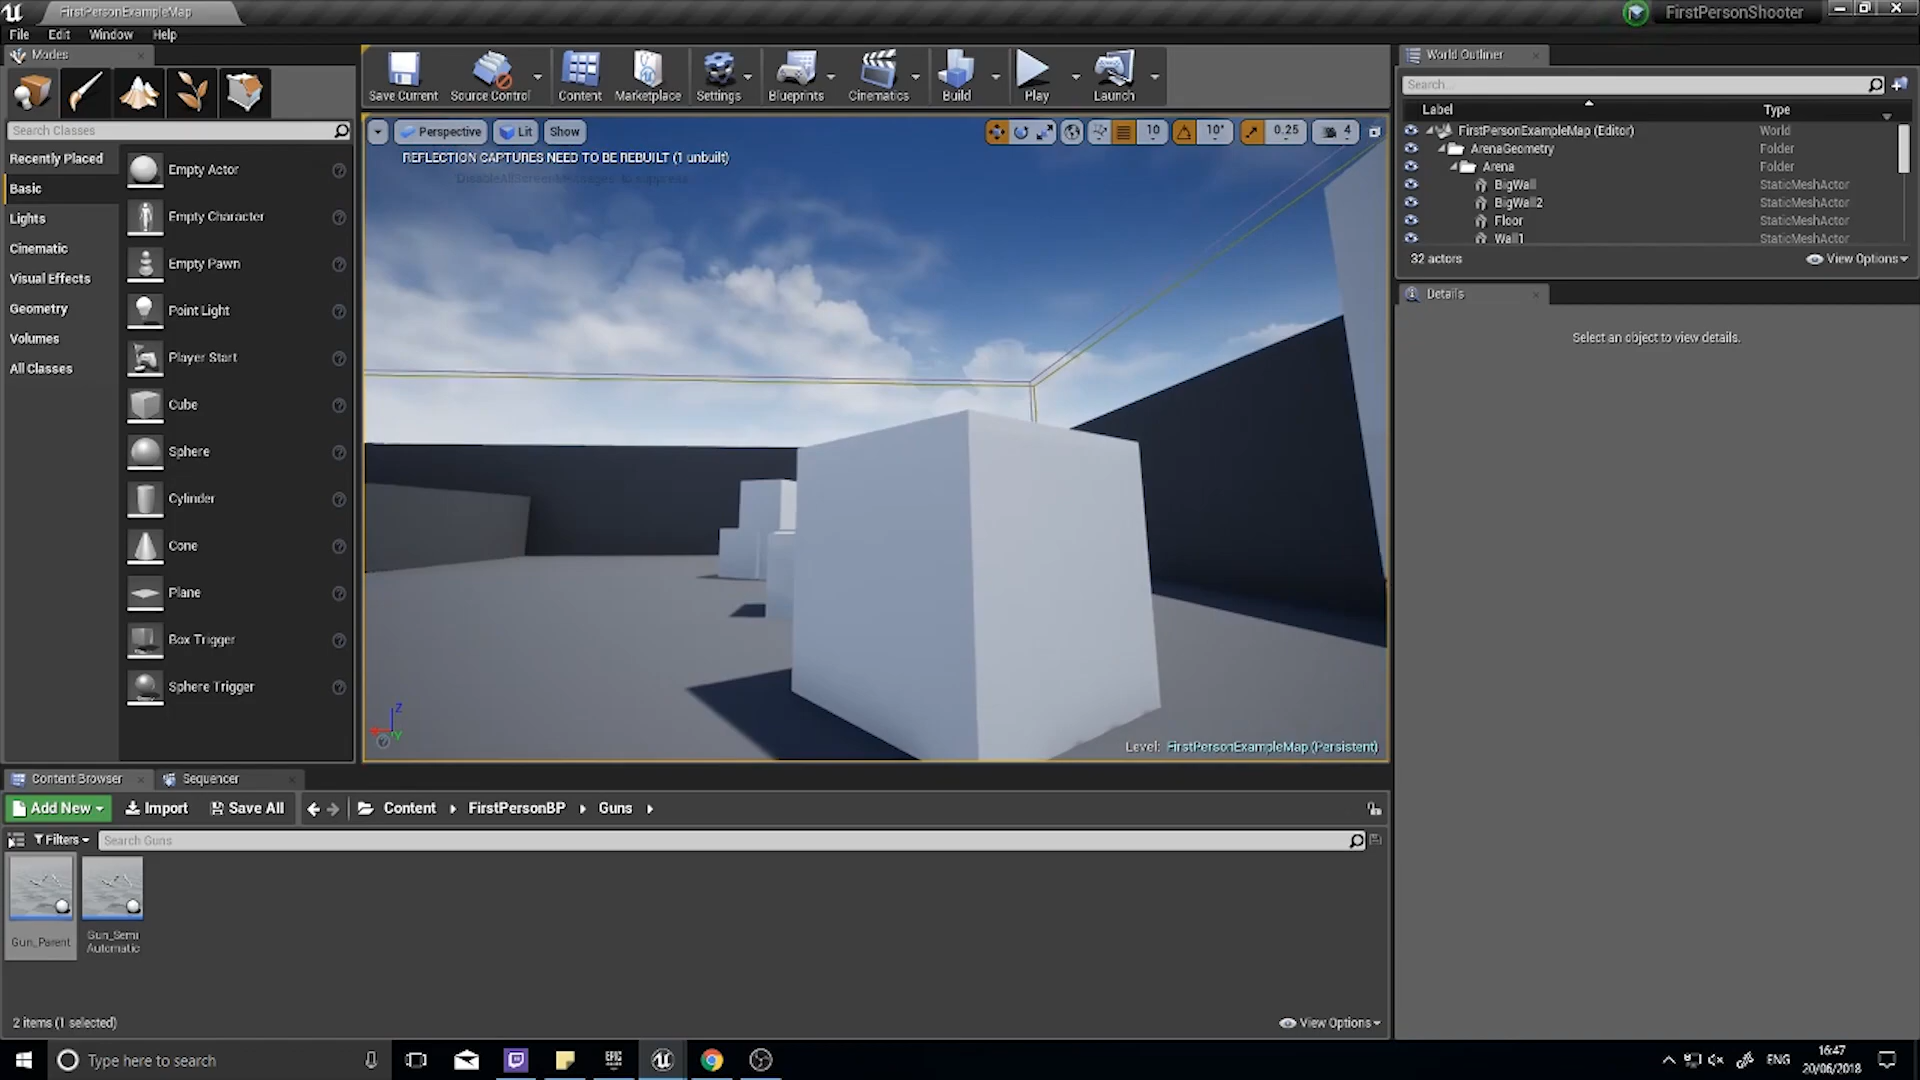 FirstPersonExampleMap
FirstPersonShooter
File Edit Window Help
Modes
Save Current
Source Control
Content
Marketplace
Settings
Blueprints
Cinematics
Build
Play
Launch
World Outliner
Search...
Label
Type
FirstPersonExampleMap (Editor) World
ArenaGeometry Folder
Arena Folder
BigWall StaticMeshActor
BigWall2 StaticMeshActor
Floor StaticMeshActor
Wall1 StaticMeshActor
32 actors
View Options
Details
Select an object to view details.
Search Classes
Recently Placed
Basic
Lights
Cinematic
Visual Effects
Geometry
Volumes
All Classes
Empty Actor
Empty Character
Empty Pawn
Point Light
Player Start
Cube
Sphere
Cylinder
Cone
Plane
Box Trigger
Sphere Trigger
Perspective
Lit
Show
10
10°
0.25
4
REFLECTION CAPTURES NEED TO BE REBUILT (1 unbuilt)
Z
Y
Level: FirstPersonExampleMap (Persistent)
Content Browser
Sequencer
Add New
Import
Save All
Content
FirstPersonBP
Guns
Filters
Search Guns
Gun_Parent
Gun_Semi
Automatic
2 items (1 selected)
View Options
Type here to search
EPIC
ENG
16:47
20/06/2018